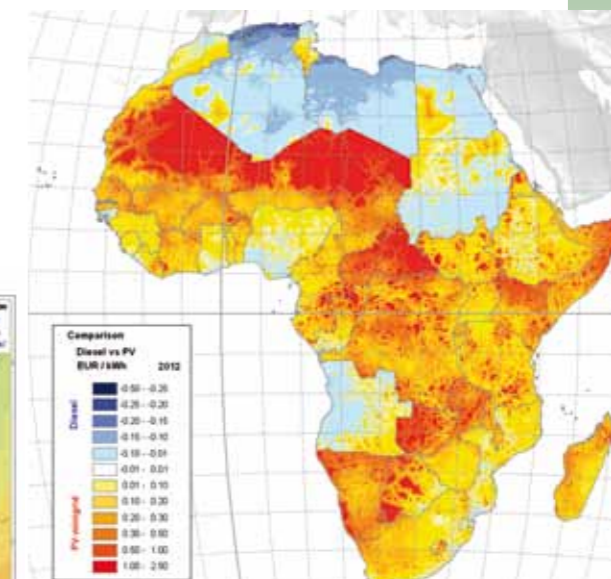 Comparison
Diesel vs PV
EUR / kWh 2012
Diesel
-0.50 - -0.25
-0.25 - -0.20
-0.20 - -0.15
-0.15 - -0.10
-0.10 - -0.01
-0.01 - 0.01
0.01 - 0.10
0.10 - 0.20
0.20 - 0.30
0.30 - 0.50
0.50 - 1.00
1.00 - 2.50
PV minigrid